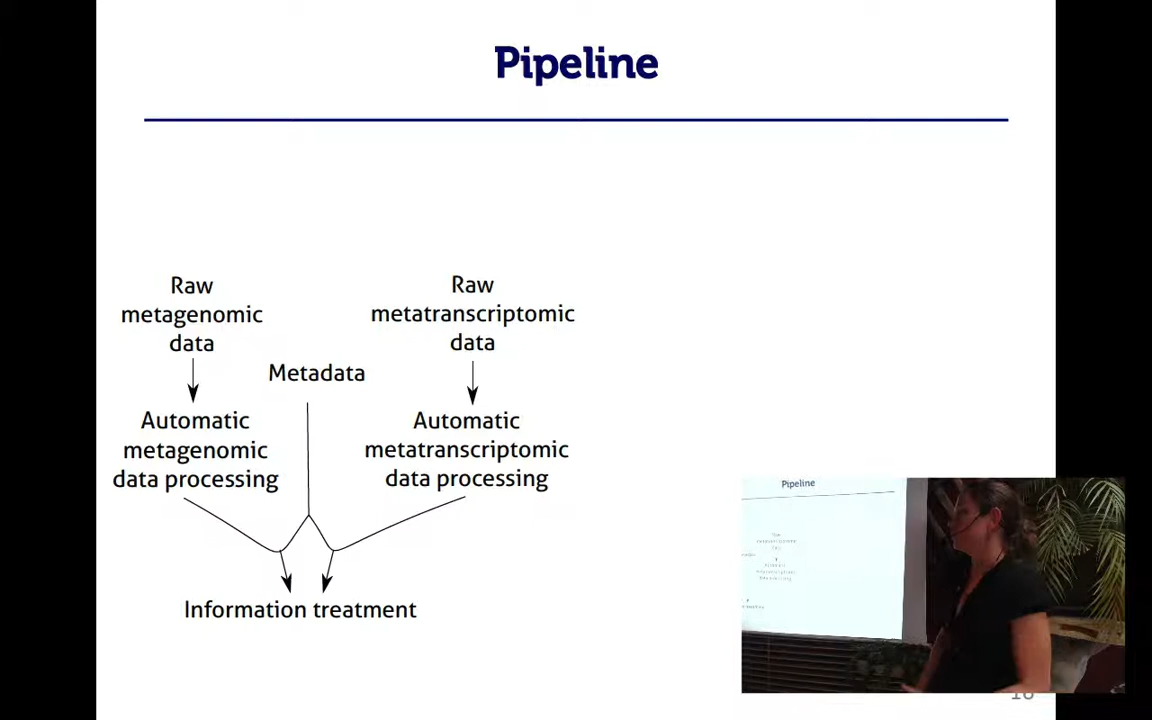 Pipeline
Raw
metagenomic
data
Metadata
Raw
metatranscriptomic
data
Automatic
metagenomic
data processing
Automatic
metatranscriptomic
data processing
Information treatment
Pipeline